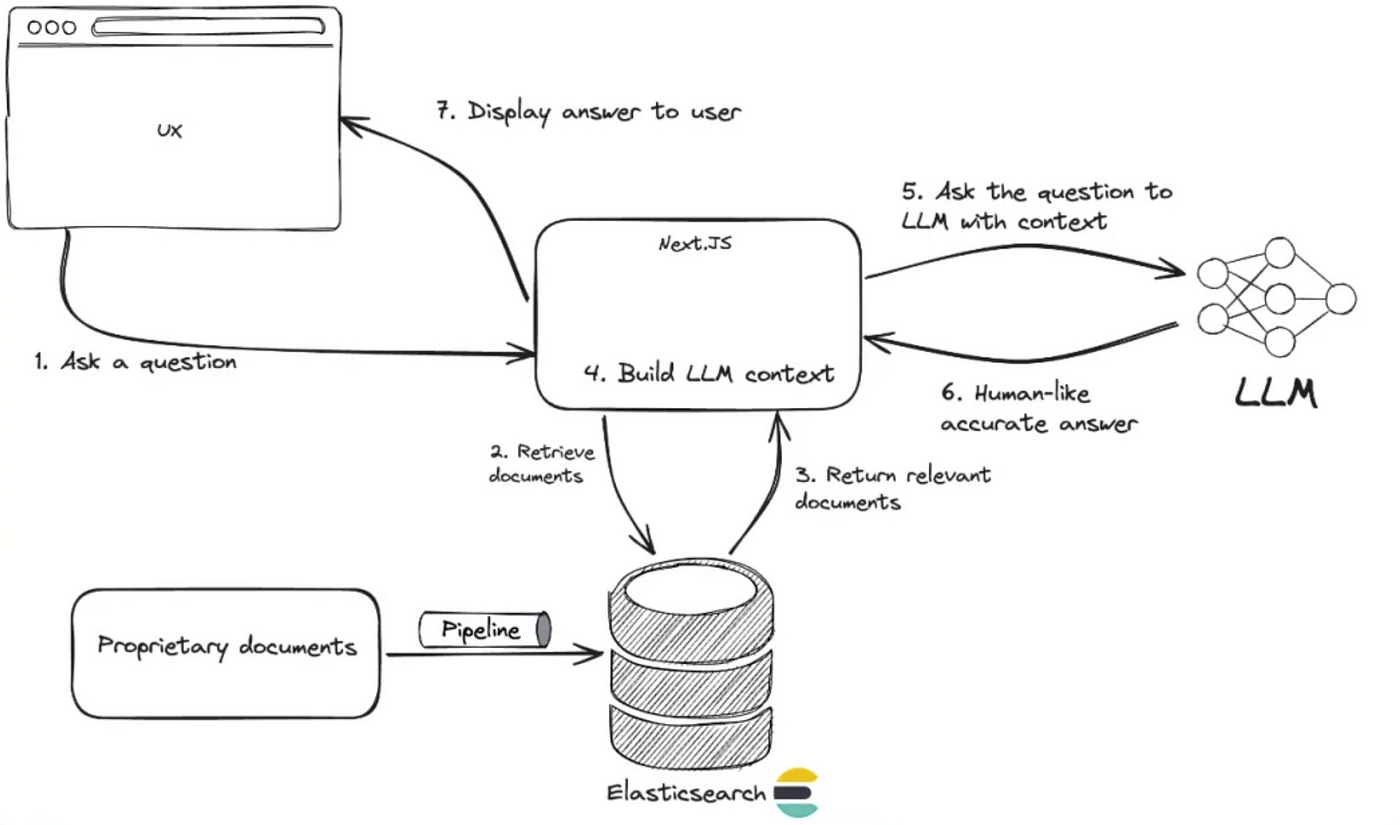 UX
7. Display answer to user
5. Ask the question to
LLM with context
Next.JS
1. Ask a question
4. Build LLM context
6. Human-like
accurate answer
LLM
2. Retrieve
documents
3. Return relevant
documents
Proprietary documents
Pipeline
Elasticsearch